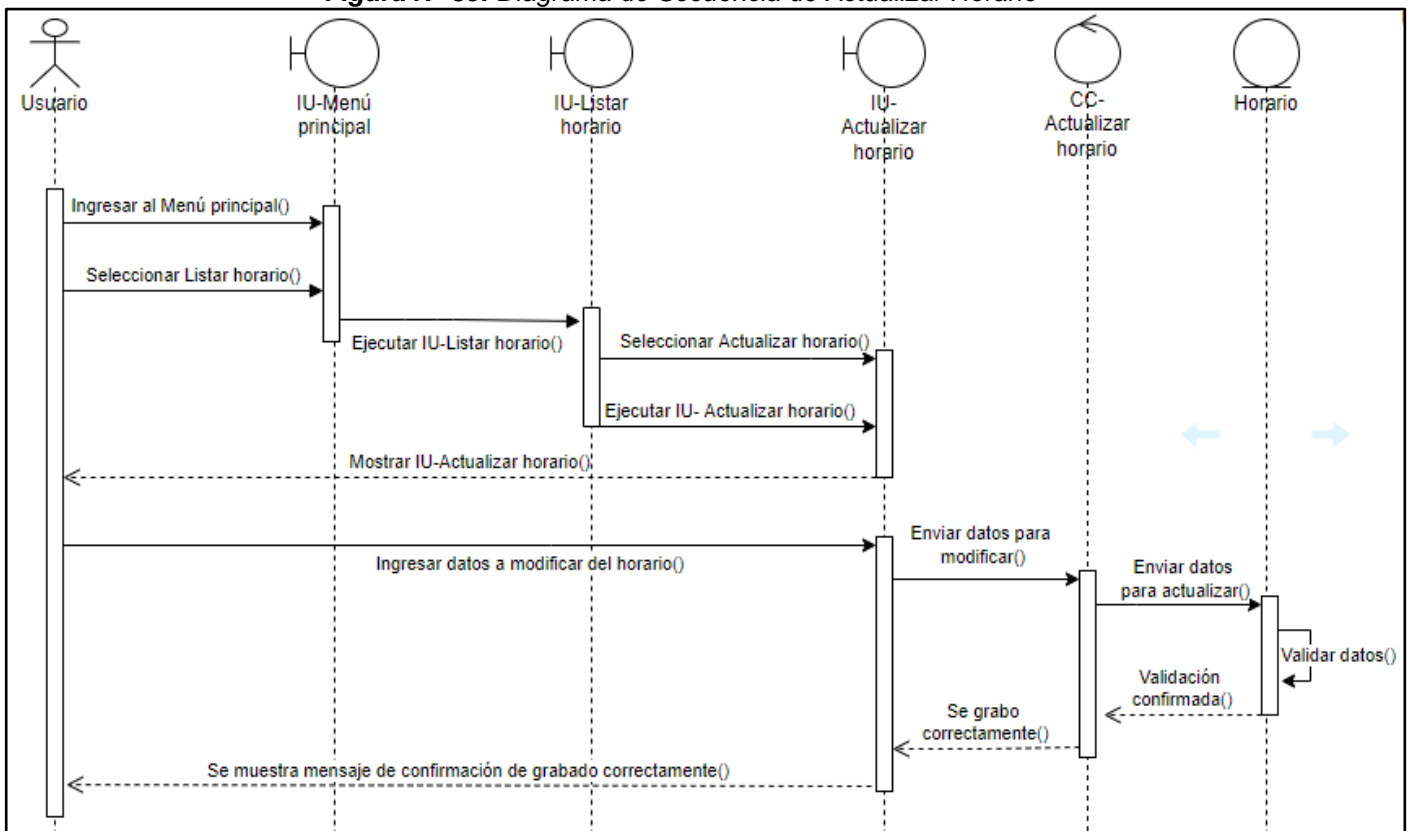 Usuario
IU-Menú
principal
IU-Listar
horario
IU-
Actualizar
horario
CC-
Actualizar
horario
Horario
Ingresar al Menú principal()
Seleccionar Listar horario()
Ejecutar IU-Listar horario()
Seleccionar Actualizar horario()
Ejecutar IU- Actualizar horario()
Mostrar IU-Actualizar horario()
Ingresar datos a modificar del horario()
Enviar datos para
modificar()
Enviar datos
para actualizar()
Validar datos()
Validación
confirmada()
Se grabo
correctamente()
Se muestra mensaje de confirmación de grabado correctamente()